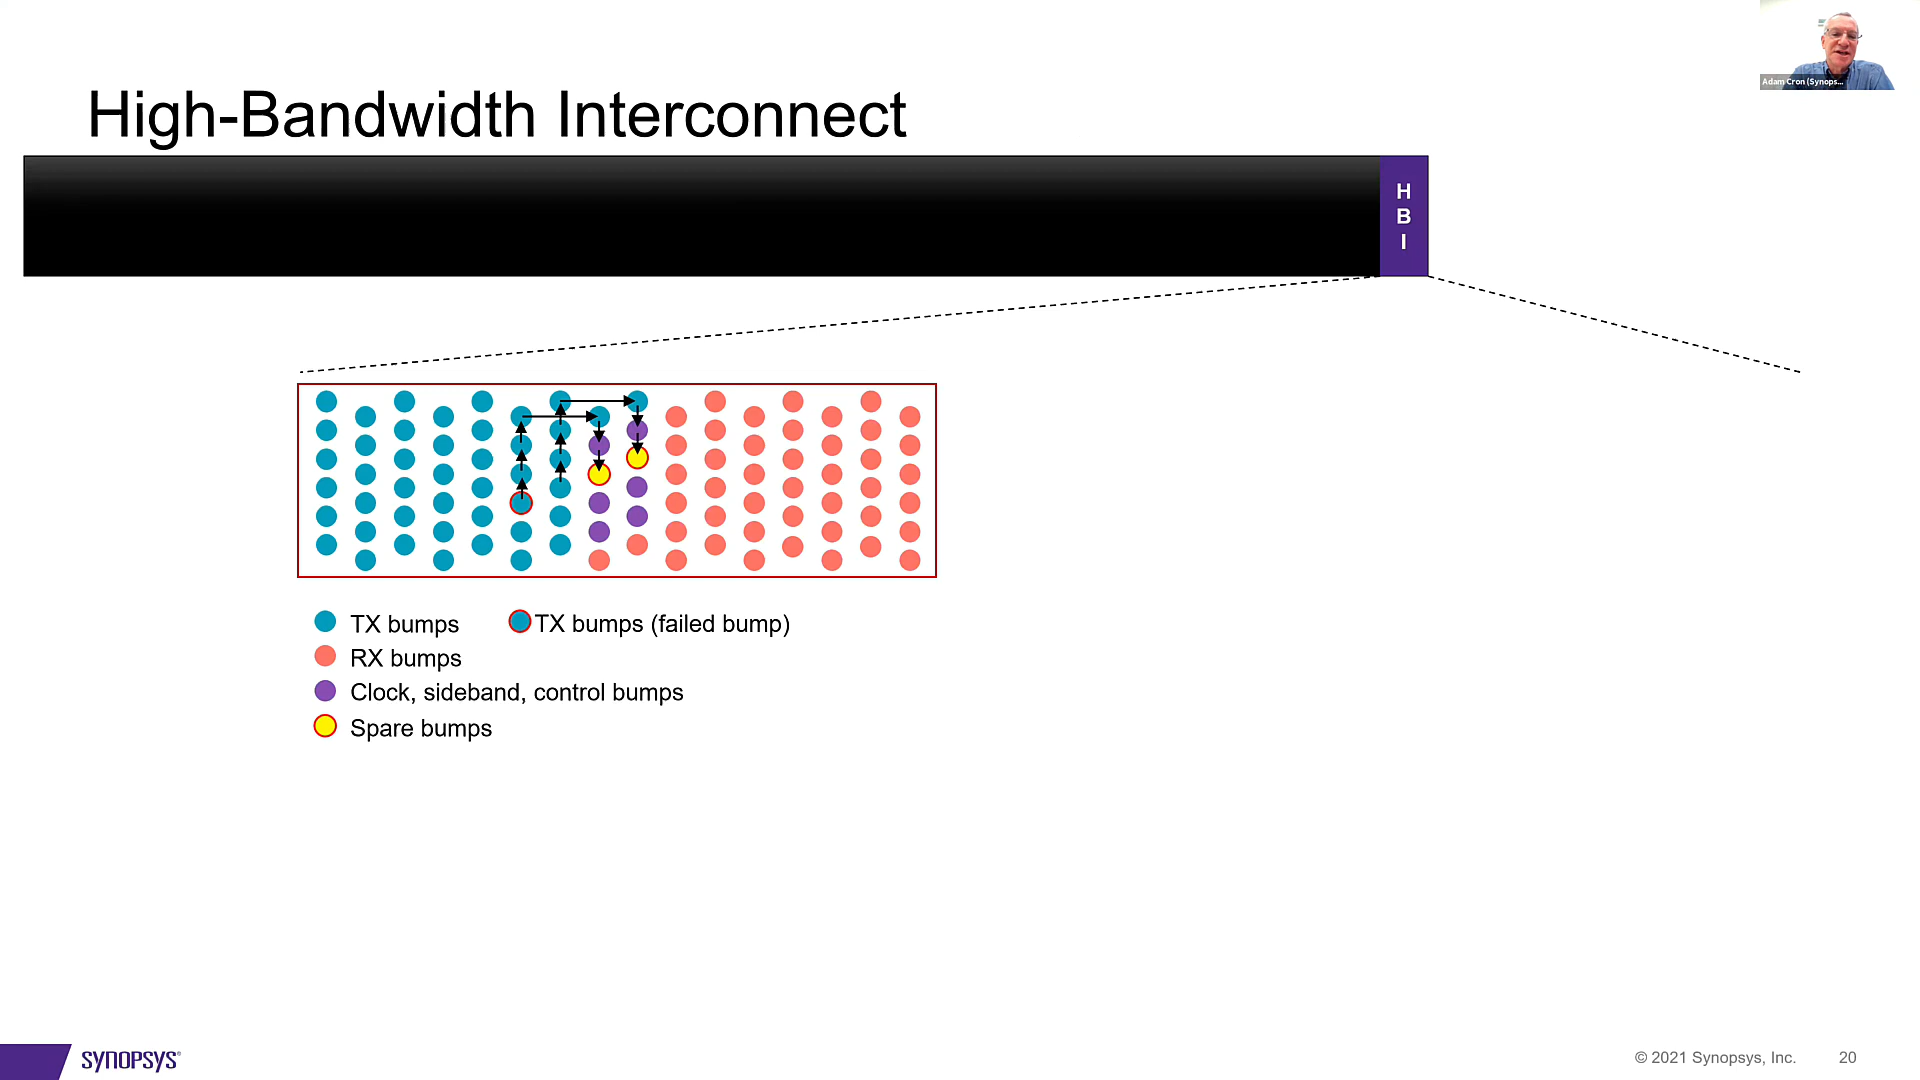 Adam Cron (Synops...
High-Bandwidth Interconnect
H
B
I
TX bumps
TX bumps (failed bump)
RX bumps
Clock, sideband, control bumps
Spare bumps
SYNOPSYS®
© 2021 Synopsys, Inc.
20